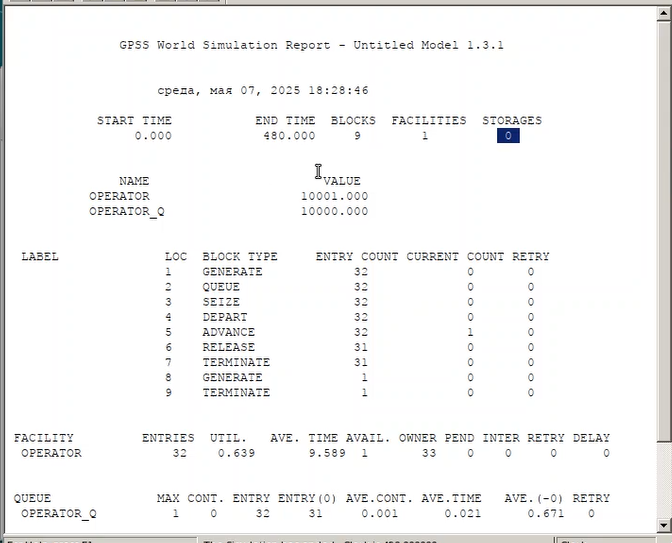 GPSS World Simulation Report - Untitled Model 1.3.1
среда, мая 07, 2025 18:28:46
START TIME END TIME BLOCKS FACILITIES STORAGES
0.000 480.000 9 1 0
NAME VALUE
OPERATOR 10001.000
OPERATOR_Q 10000.000
LABEL LOC BLOCK TYPE ENTRY COUNT CURRENT COUNT RETRY
1 GENERATE 32 0 0
2 QUEUE 32 0 0
3 SEIZE 32 0 0
4 DEPART 32 0 0
5 ADVANCE 32 1 0
6 RELEASE 31 0 0
7 TERMINATE 31 0 0
8 GENERATE 1 0 0
9 TERMINATE 1 0 0
FACILITY ENTRIES UTIL. AVE. TIME AVAIL. OWNER PEND INTER RETRY DELAY
OPERATOR 32 0.639 9.589 1 33 0 0 0 0
QUEUE MAX CONT. ENTRY ENTRY(0) AVE.CONT. AVE.TIME AVE.(-0) RETRY
OPERATOR_Q 1 0 32 31 0.001 0.021 0.671 0